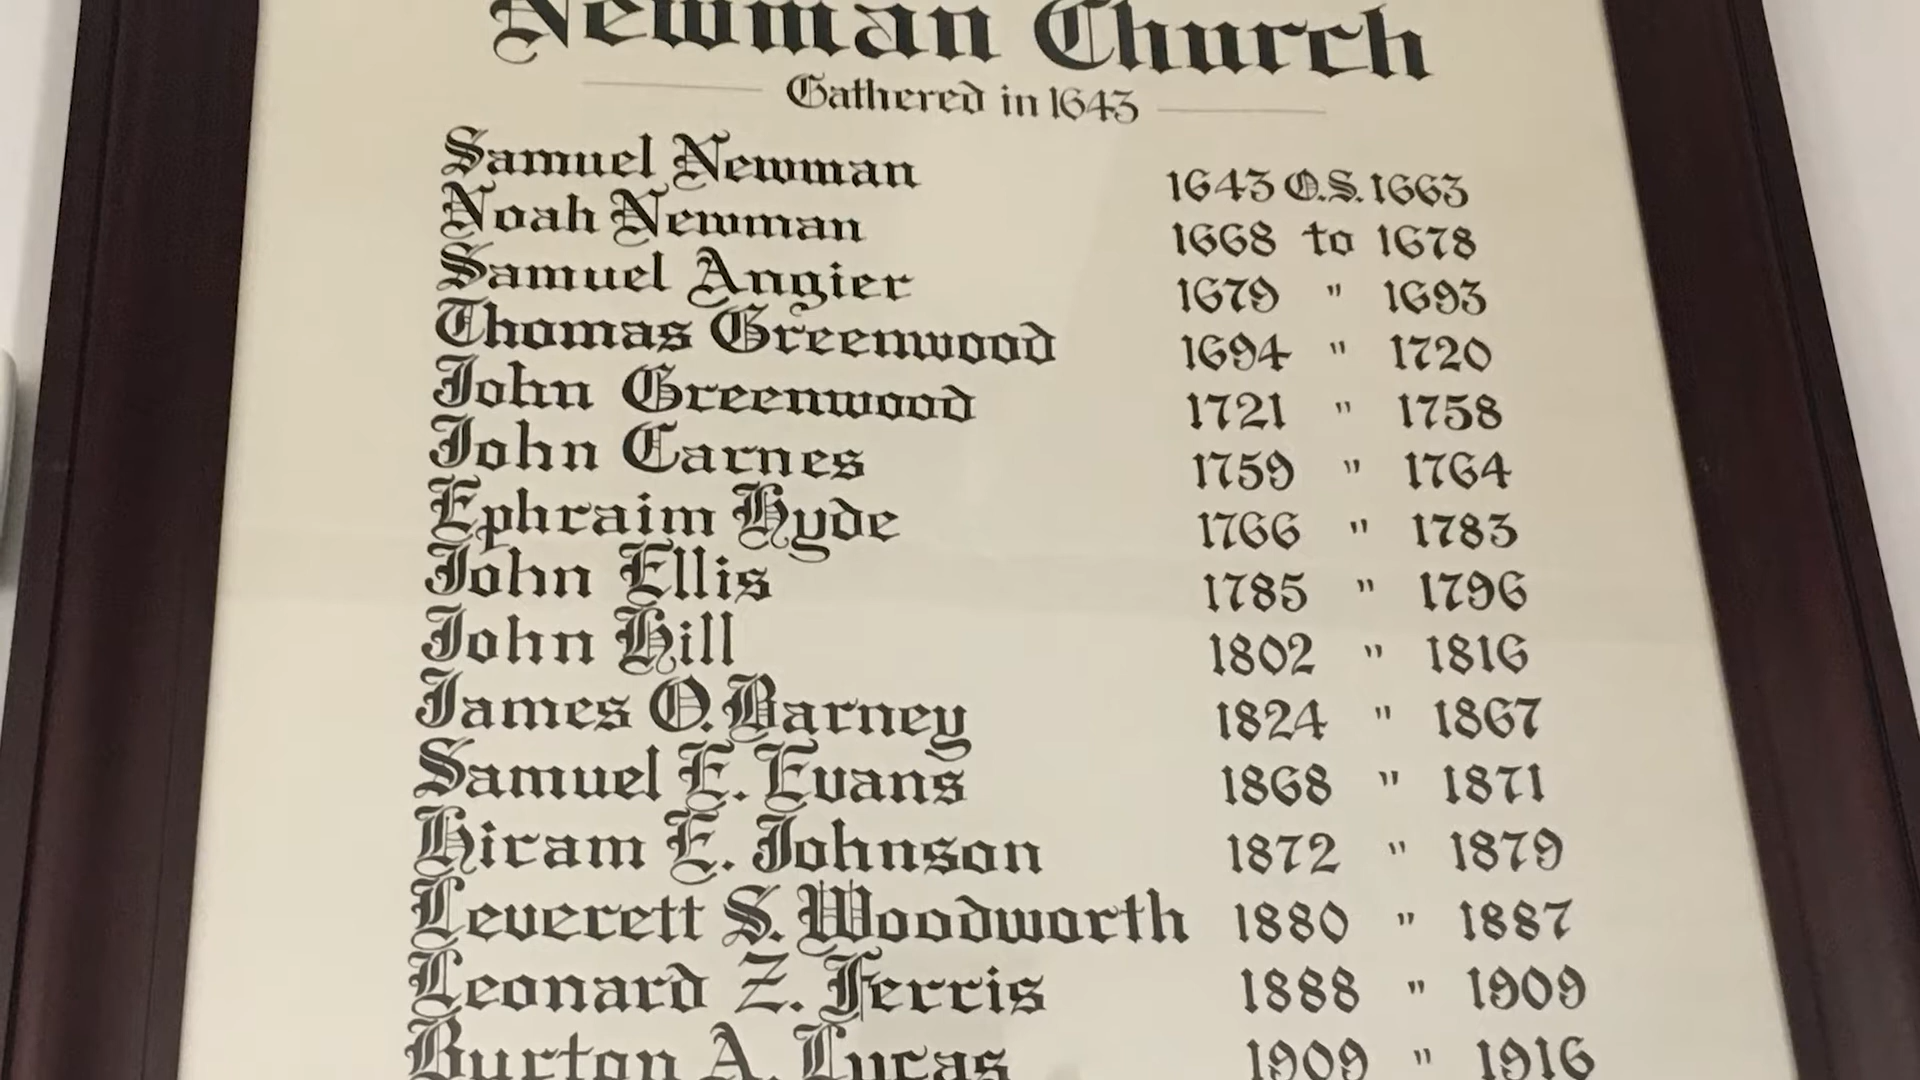 Newman Church
Gathered in 1643
Samuel Newman 1643 O.S. 1663
Noah Newman 1668 to 1678
Samuel Angier 1679 " 1693
Thomas Greenwood 1694 " 1720
John Greenwood 1721 " 1758
John Carnes 1759 " 1764
Ephraim Hyde 1766 " 1783
John Ellis 1785 " 1796
John Hill 1802 " 1816
James O. Barney 1824 " 1867
Samuel E. Evans 1868 " 1871
Hiram E. Johnson 1872 " 1879
Leverett S. Woodworth 1880 " 1887
Leonard Z. Ferris 1888 " 1909
Burton A. Lucas 1909 " 1916